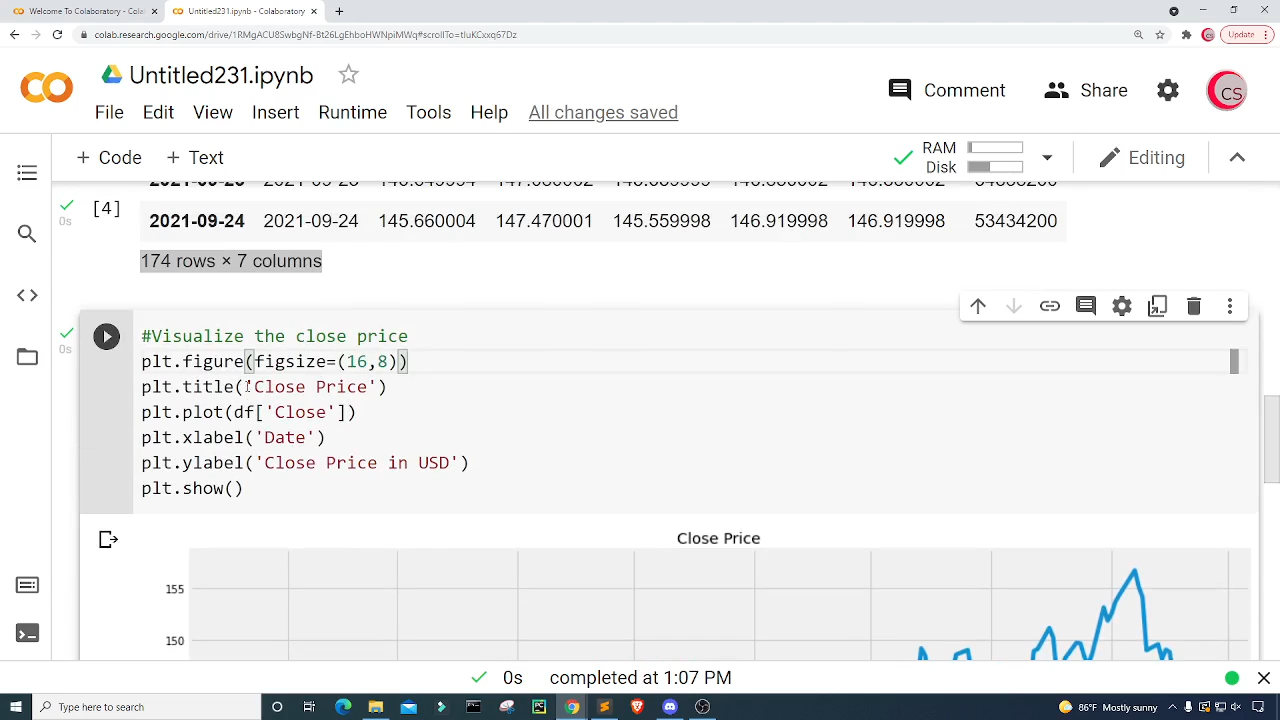 Welcome To Colaboratory - Colab
Untitled231.ipynb - Colaboratory
colab.research.google.com/drive/1RMgACU8SwbgNf-Bt26LgEhboHWNpiMWq#scrollTo=tIuKCxxq67Dz
Update
Untitled231.ipynb
Comment
Share
CS
File Edit View Insert Runtime Tools Help All changes saved
+ Code + Text
RAM
Disk
Editing
[4]
0s
2021-09-24 2021-09-24 145.660004 147.470001 145.559998 146.919998 146.919998 53434200
174 rows × 7 columns
0s
#Visualize the close price
plt.figure(figsize=(16,8))
plt.title('Close Price')
plt.plot(df['Close'])
plt.xlabel('Date')
plt.ylabel('Close Price in USD')
plt.show()
Close Price
155
150
0s completed at 1:07 PM
Type here to search
86°F Mostly sunny